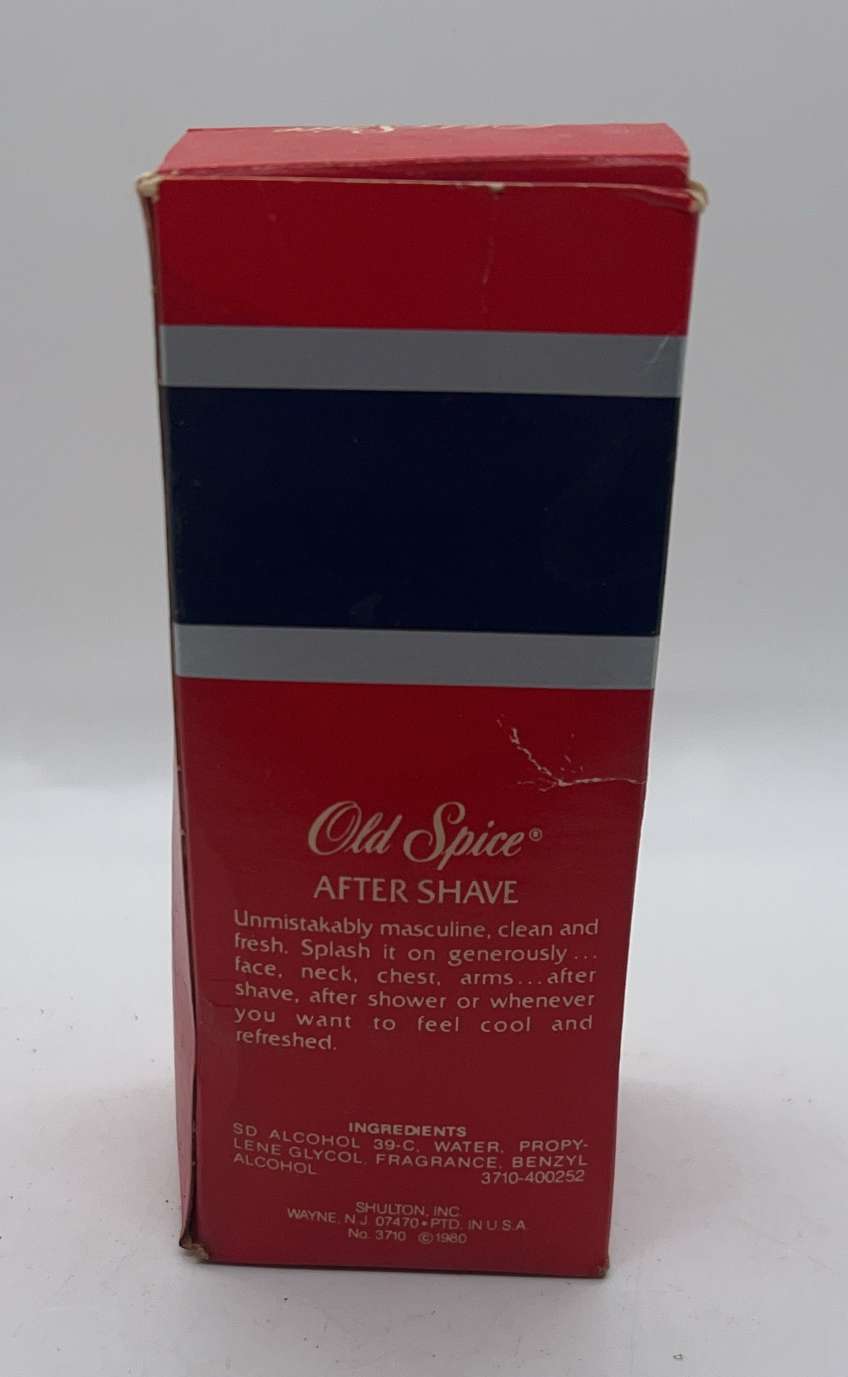 Old Spice®
AFTER SHAVE
Unmistakably masculine, clean and
fresh. Splash it on generously...
face, neck, chest, arms...after
shave, after shower or whenever
you want to feel cool and
refreshed.
INGREDIENTS
SD ALCOHOL 39-C, WATER, PROPY-
LENE GLYCOL, FRAGRANCE, BENZYL
ALCOHOL
3710-400252
SHULTON, INC.
WAYNE, N.J. 07470•PTD. IN U.S.A.
No. 3710 ©1980